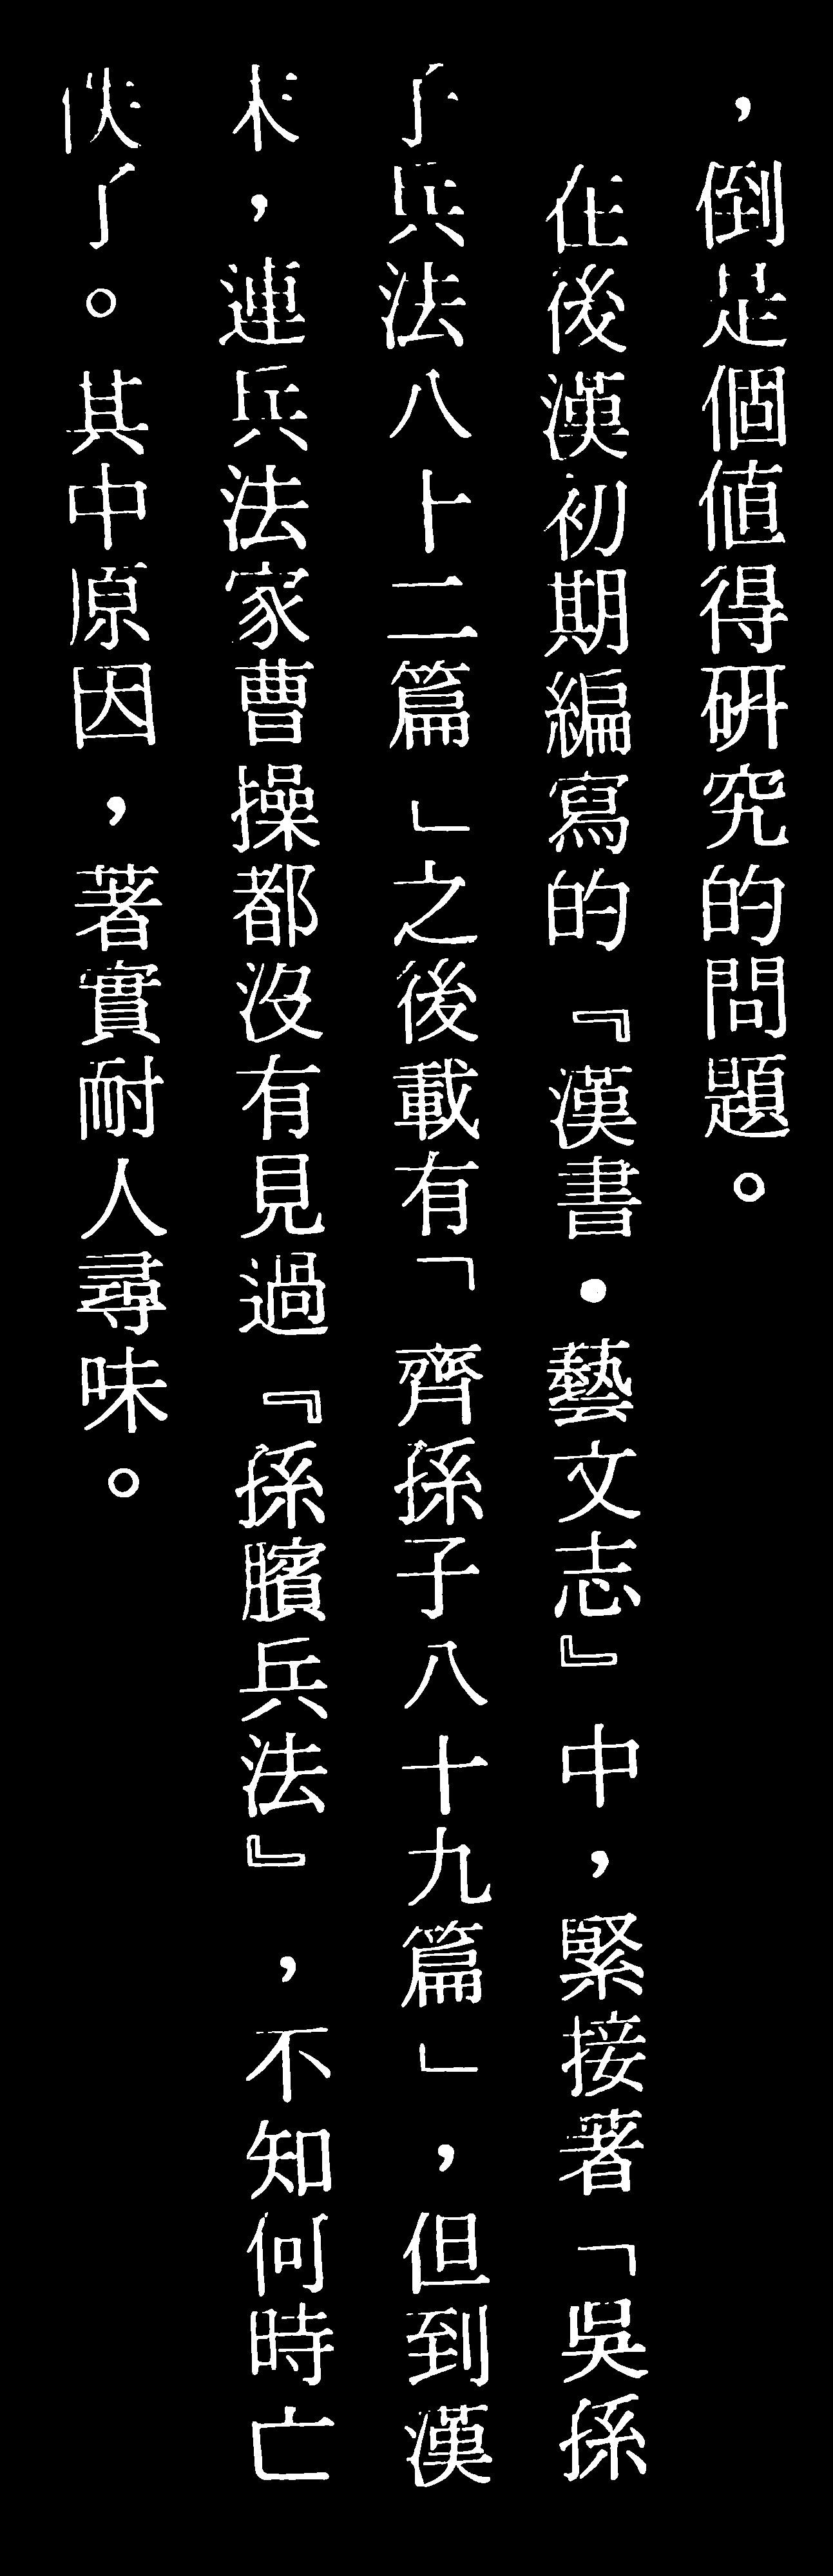 ，倒是個值得研究的問題。
在後漢初期編寫的『漢書·藝文志』中，緊接著「吳孫
子兵法八十二篇」之後載有「齊孫子八十九篇」，但到漢
末，連兵法家曹操都沒有見過『孫臏兵法』，不知何時亡
佚了。其中原因，著實耐人尋味。